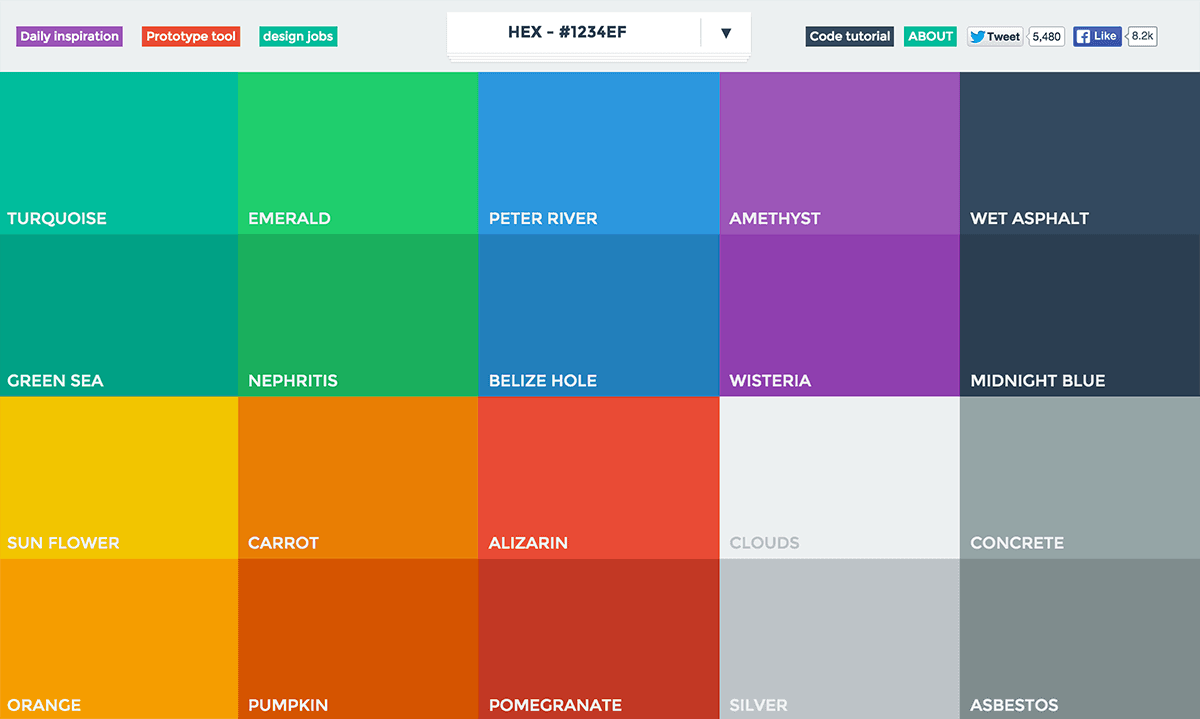 Daily inspiration Prototype tool design jobs HEX - #1234EF ▼ Code tutorial ABOUT Tweet 5,480 Like 8.2k
TURQUOISE EMERALD PETER RIVER AMETHYST WET ASPHALT
GREEN SEA NEPHRITIS BELIZE HOLE WISTERIA MIDNIGHT BLUE
SUN FLOWER CARROT ALIZARIN CLOUDS CONCRETE
ORANGE PUMPKIN POMEGRANATE SILVER ASBESTOS